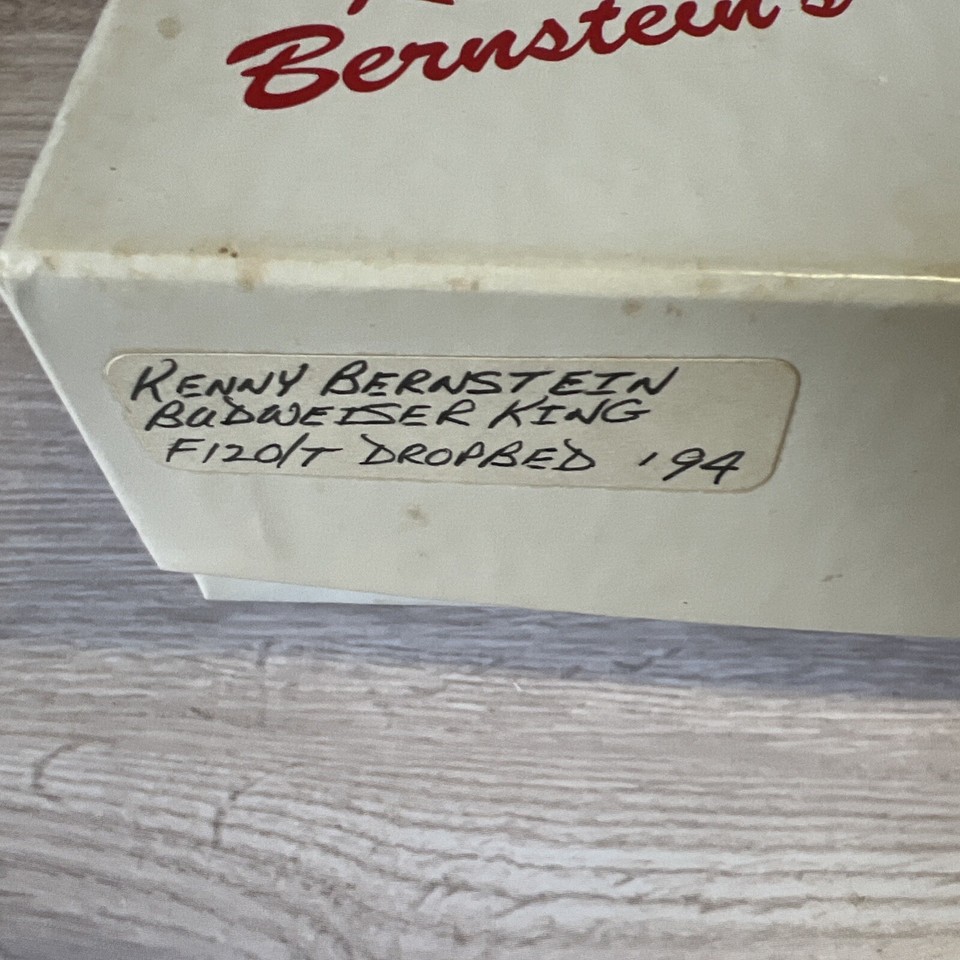 Bernstein's
KENNY BERNSTEIN
BUDWEISER KING
F120/T DROPBED '94